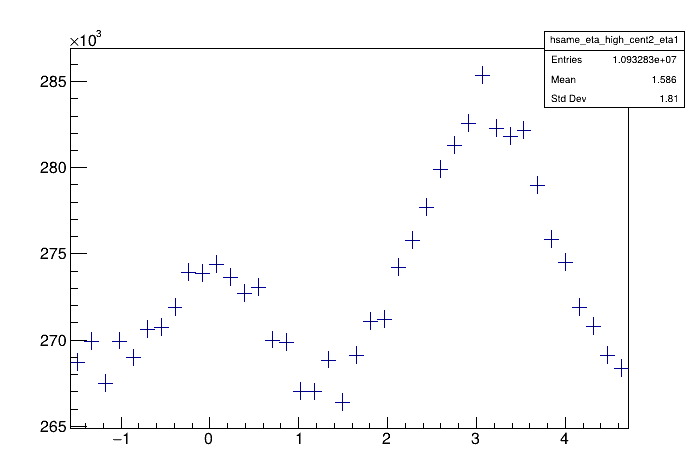 ×10³
hsame_eta_high_cent2_eta1
Entries 1.093283e+07
Mean 1.586
Std Dev 1.81
285
280
275
270
265
−1 0 1 2 3 4